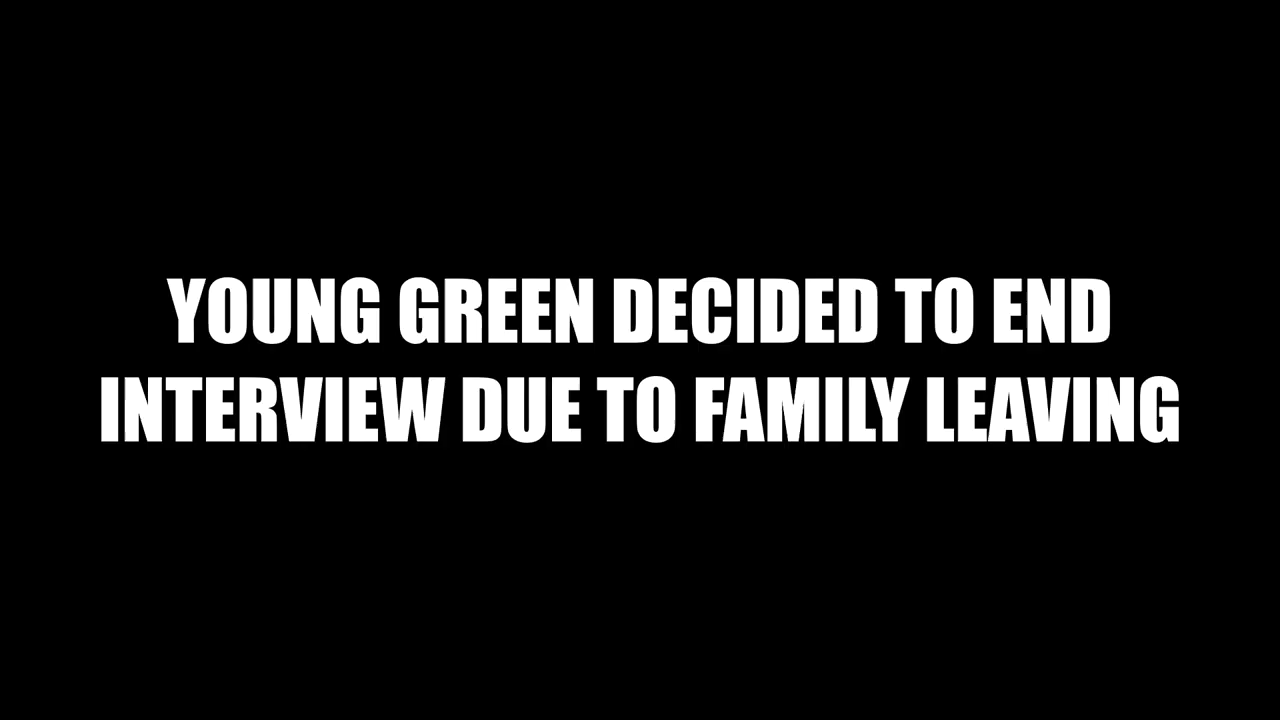 YOUNG GREEN DECIDED TO END
INTERVIEW DUE TO FAMILY LEAVING